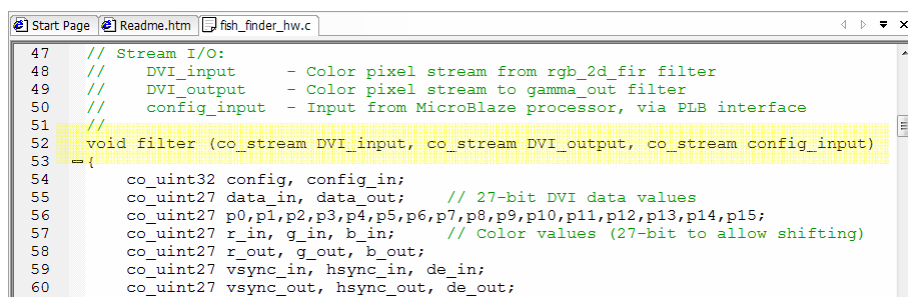 Start Page Readme.htm fish_finder_hw.c
47 // Stream I/O:
48 //    DVI_input     - Color pixel stream from rgb_2d_fir filter
49 //    DVI_output    - Color pixel stream to gamma_out filter
50 //    config_input  - Input from MicroBlaze processor, via PLB interface
51 //
52 void filter (co_stream DVI_input, co_stream DVI_output, co_stream config_input)
53 {
54     co_uint32 config, config_in;
55     co_uint27 data_in, data_out;   // 27-bit DVI data values
56     co_uint27 p0,p1,p2,p3,p4,p5,p6,p7,p8,p9,p10,p11,p12,p13,p14,p15;
57     co_uint27 r_in, g_in, b_in;    // Color values (27-bit to allow shifting)
58     co_uint27 r_out, g_out, b_out;
59     co_uint27 vsync_in, hsync_in, de_in;
60     co_uint27 vsync_out, hsync_out, de_out;